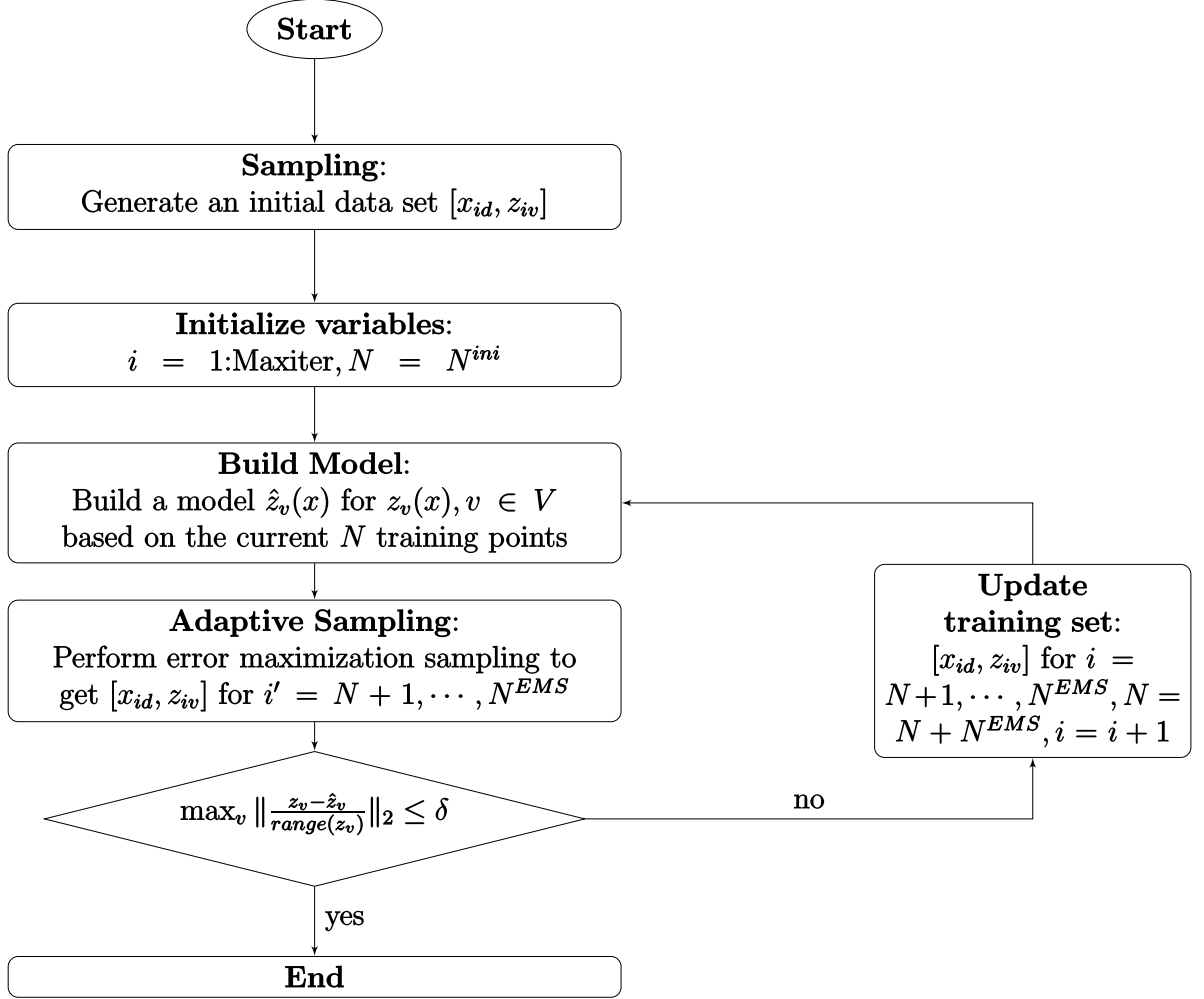 Start
Sampling:
Generate an initial data set [x_{id}, z_{iv}]
Initialize variables:
i = 1:Maxiter, N = N^{ini}
Build Model:
Build a model ẑ_v(x) for z_v(x), v ∈ V
based on the current N training points
Adaptive Sampling:
Perform error maximization sampling to
get [x_{id}, z_{iv}] for i′ = N + 1, ⋯ , N^{EMS}
max_v ‖\frac{z_v−ẑ_v}{range(z_v)}‖_2 ≤ δ
no
yes
End
Update
training set:
[x_{id}, z_{iv}] for i =
N+1, ⋯ , N^{EMS}, N =
N + N^{EMS}, i = i + 1